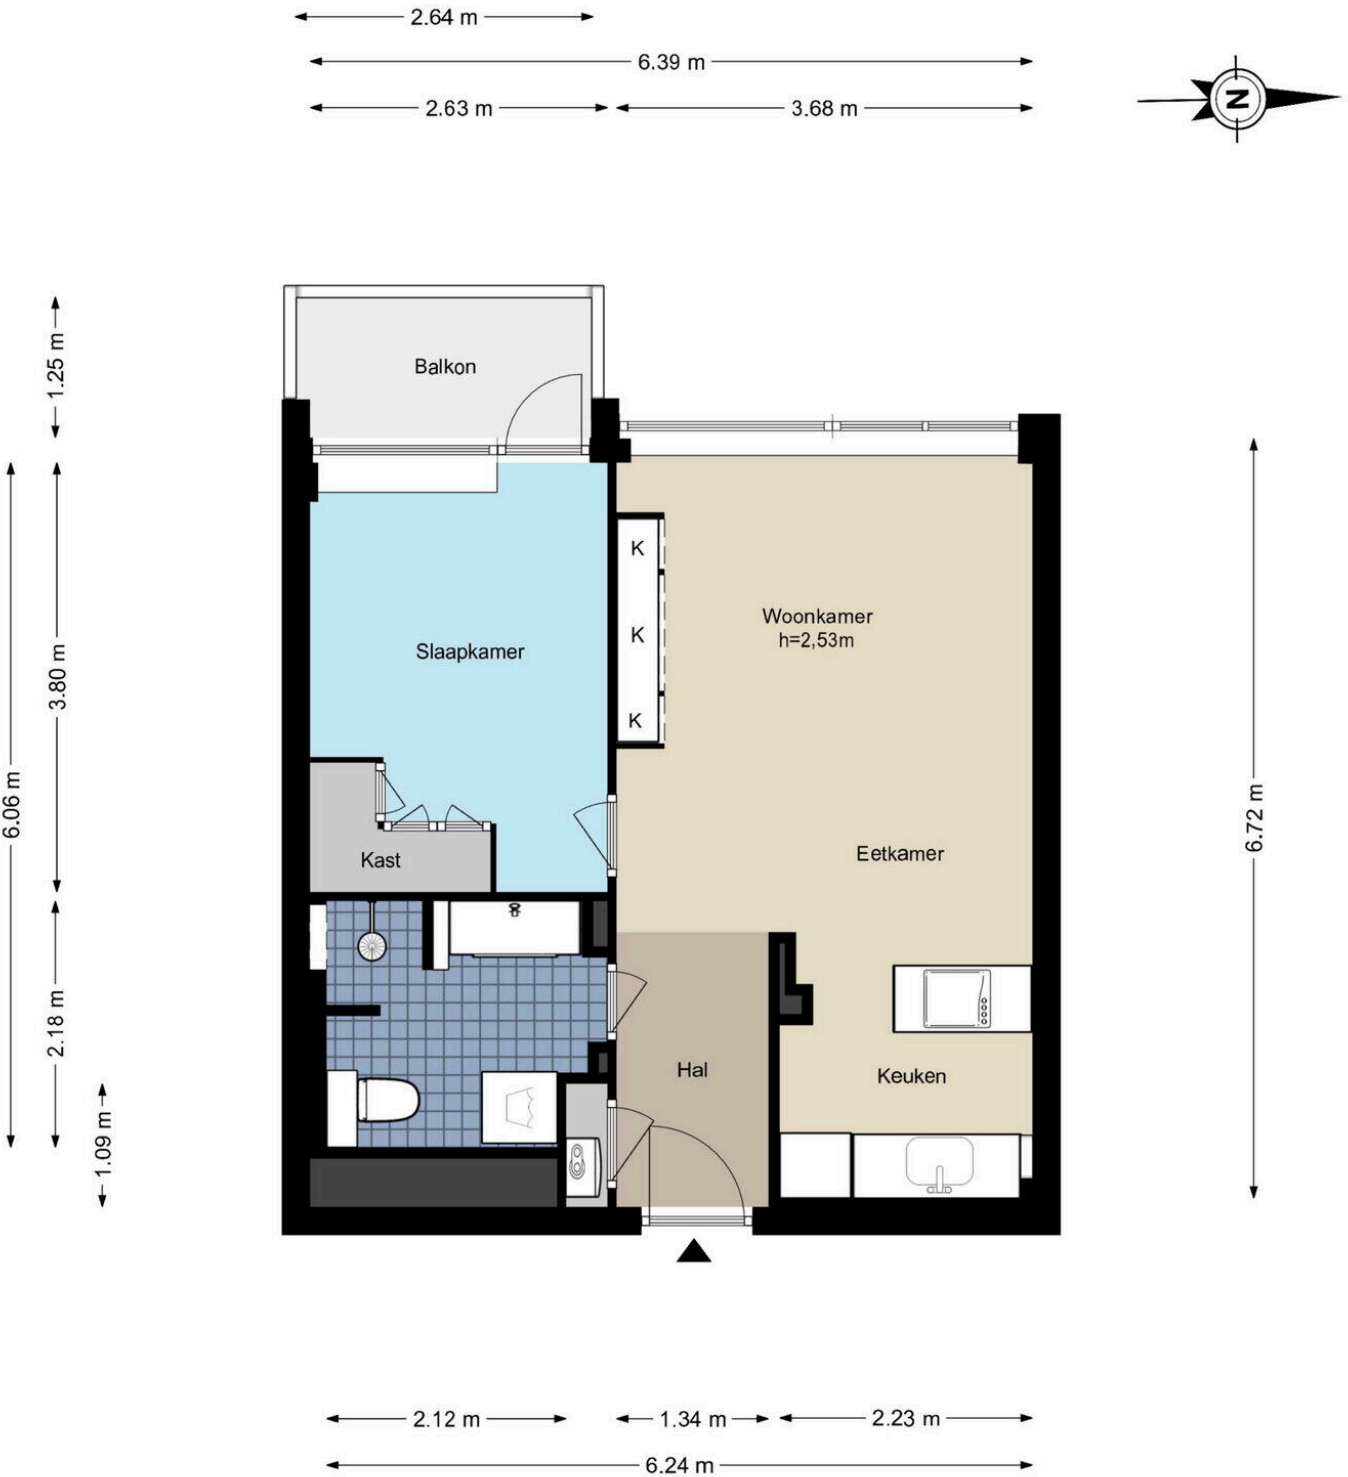 2.64 m
6.39 m
2.63 m
3.68 m
N
1.25 m
Balkon
K
Woonkamer
h=2,53m
K
Slaapkamer
3.80 m
K
6.06 m
6.72 m
Eetkamer
Kast
2.18 m
Hal
Keuken
1.09 m
2.12 m
1.34 m
2.23 m
6.24 m